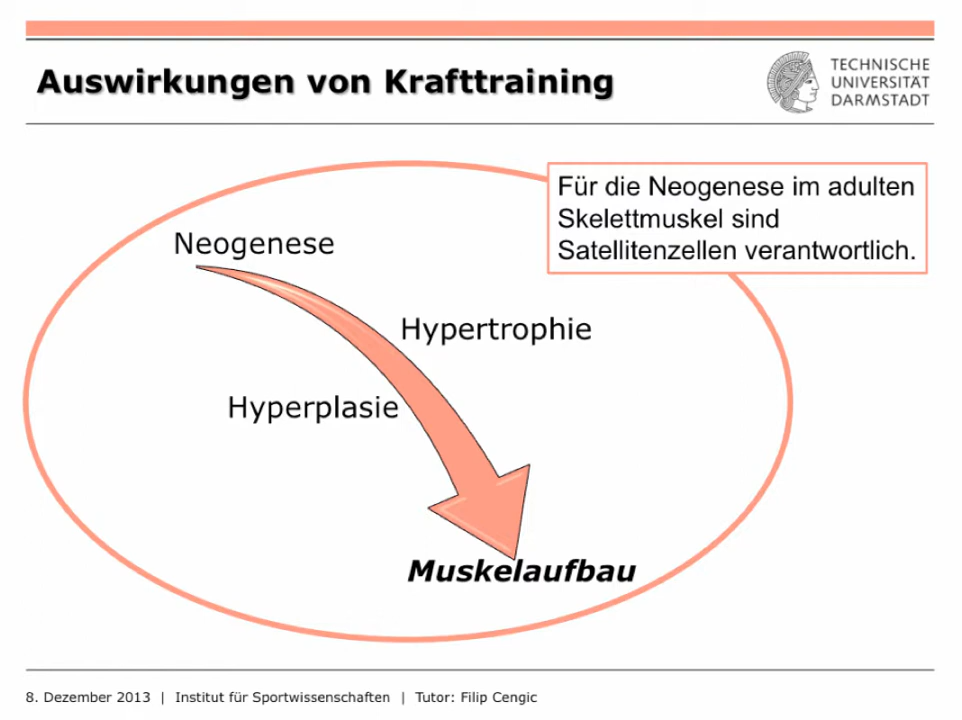 Auswirkungen von Krafttraining
TECHNISCHE
UNIVERSITÄT
DARMSTADT
Für die Neogenese im adulten
Skelettmuskel sind
Satellitenzellen verantwortlich.
Neogenese
Hypertrophie
Hyperplasie
Muskelaufbau
8. Dezember 2013 | Institut für Sportwissenschaften | Tutor: Filip Cengic